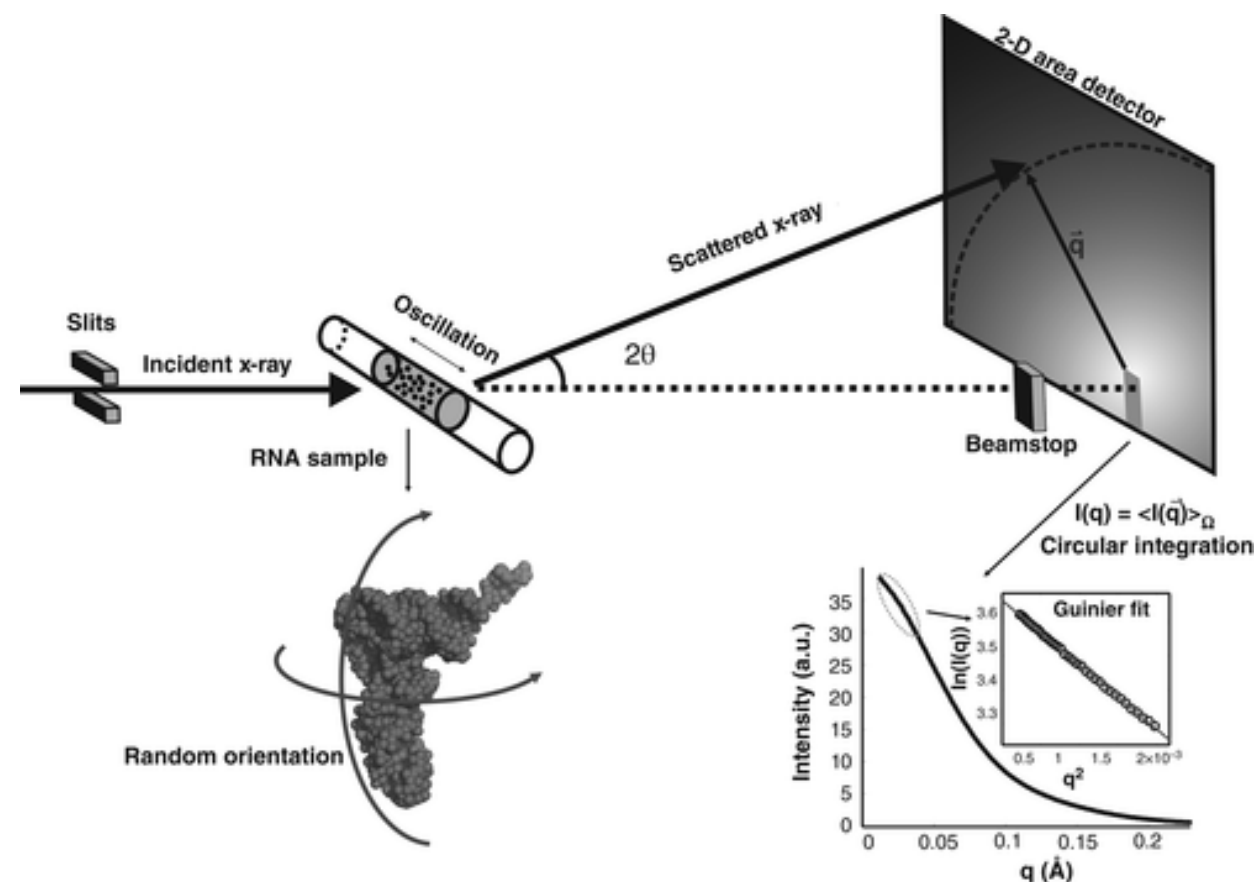 2-D area detector
Scattered x-ray
q⃗
Slits
Oscillation
Incident x-ray
2θ
RNA sample
Beamstop
I(q) = <I(q⃗)>Ω
Circular integration
Random orientation
Intensity (a.u.)
35
30
25
20
15
10
5
0
0
0.05
0.1
0.15
0.2
q (Å)
Guinier fit
ln(I(q))
3.6
3.5
3.4
3.3
0.5
1
1.5
2×10⁻³
q²